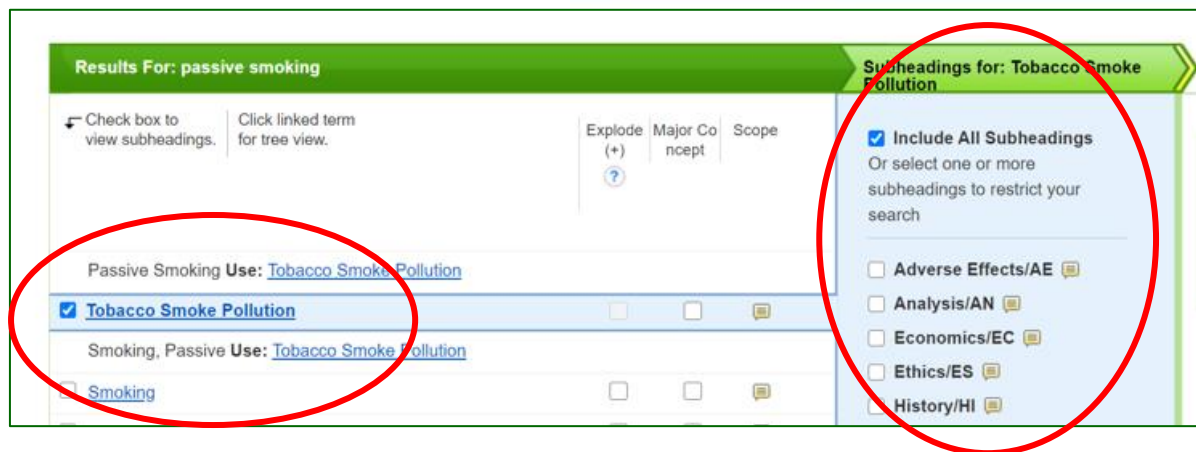 Results For: passive smoking
Subheadings for: Tobacco Smoke
Pollution
Check box to
view subheadings.
Click linked term
for tree view.
Explode
(+)
?
Major Co
ncept
Scope
Include All Subheadings
Or select one or more
subheadings to restrict your
search
Passive Smoking Use: Tobacco Smoke Pollution
Tobacco Smoke Pollution
Smoking, Passive Use: Tobacco Smoke Pollution
Smoking
Adverse Effects/AE
Analysis/AN
Economics/EC
Ethics/ES
History/HI